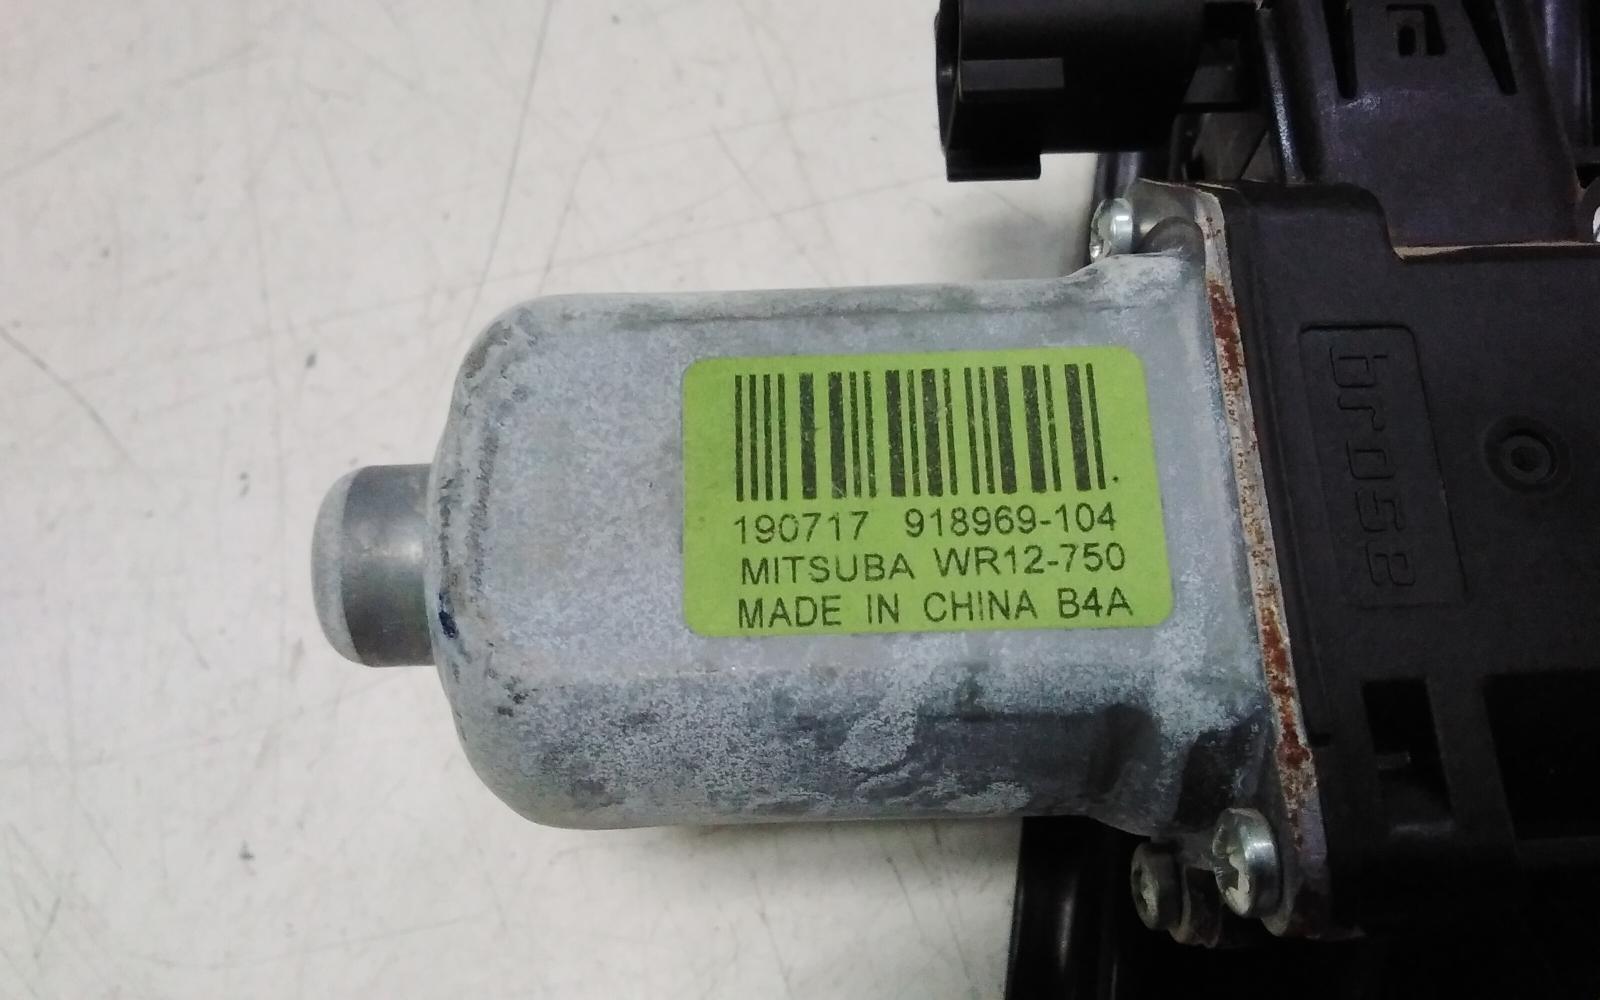 190717 918969-104
MITSUBA WR12-750
MADE IN CHINA B4A
brose